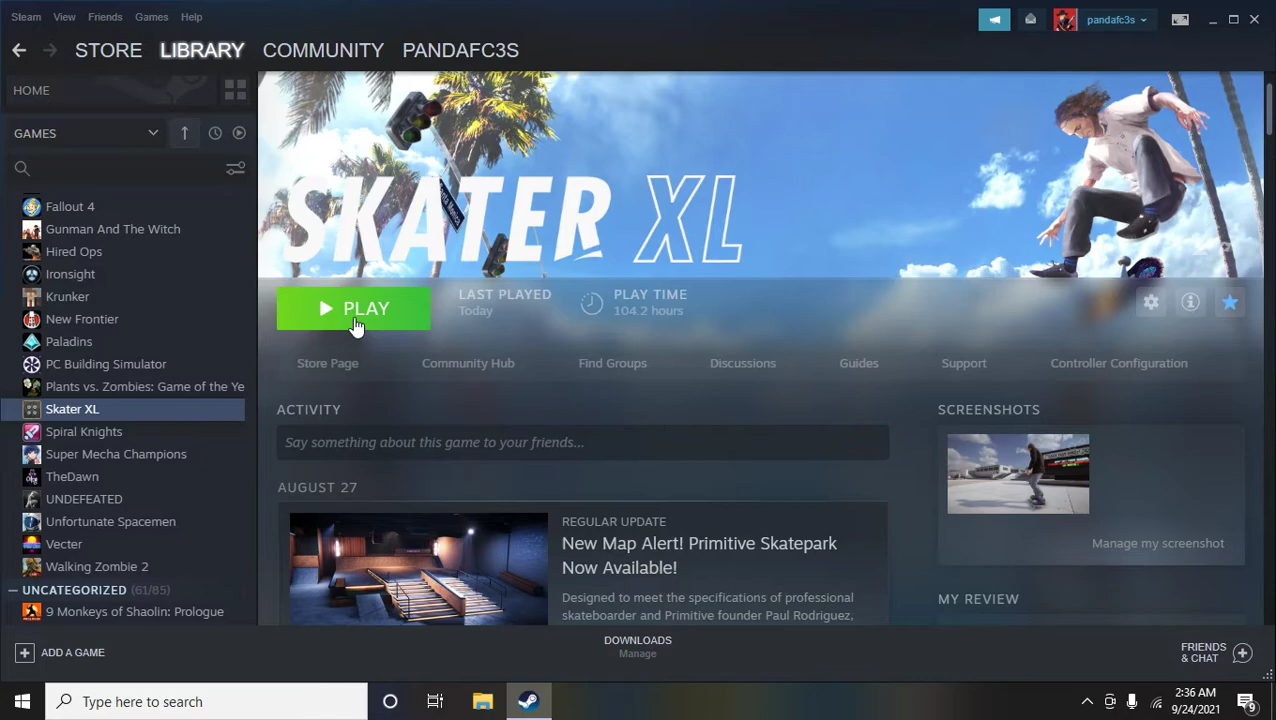 Steam View Friends Games Help
pandafc3s
STORE LIBRARY COMMUNITY PANDAFC3S
HOME
GAMES
Fallout 4
Gunman And The Witch
Hired Ops
Ironsight
Krunker
New Frontier
Paladins
PC Building Simulator
Plants vs. Zombies: Game of the Ye
Skater XL
Spiral Knights
Super Mecha Champions
TheDawn
UNDEFEATED
Unfortunate Spacemen
Vecter
Walking Zombie 2
UNCATEGORIZED (61/85)
9 Monkeys of Shaolin: Prologue
SKATER XL
PLAY
LAST PLAYED
Today
PLAY TIME
104.2 hours
Store Page Community Hub Find Groups Discussions Guides Support Controller Configuration
ACTIVITY
Say something about this game to your friends...
AUGUST 27
REGULAR UPDATE
New Map Alert! Primitive Skatepark
Now Available!
Designed to meet the specifications of professional
skateboarder and Primitive founder Paul Rodriguez,
SCREENSHOTS
Manage my screenshot
MY REVIEW
ADD A GAME
DOWNLOADS
Manage
FRIENDS
& CHAT
Type here to search
2:36 AM
9/24/2021
9